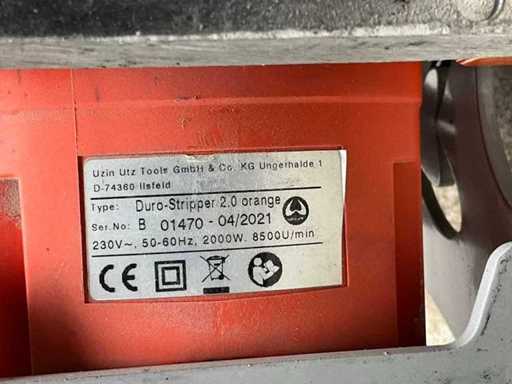 Uzin Utz Tools GmbH & Co. KG Ungerhalde 1
D-74360 Ilsfeld
Type: Duro-Stripper 2.0 orange
Ser.No: B 01470 - 04/2021
230V~, 50-60Hz, 2000W. 8500U/min
CE